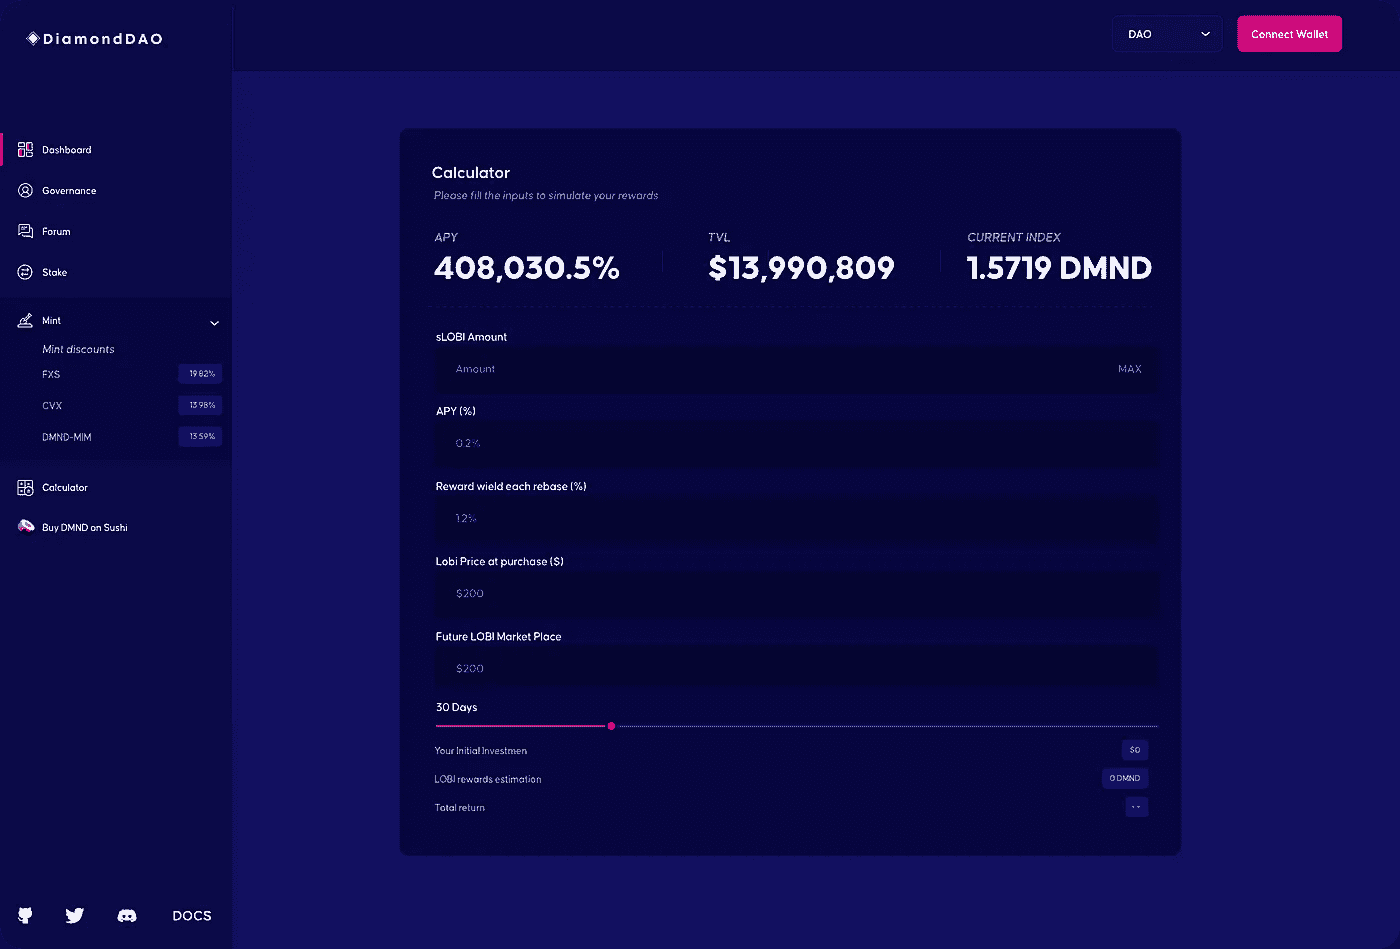 DiamondDAO
DAO
Connect Wallet
Dashboard
Governance
Forum
Stake
Mint
Mint discounts
FXS 19 82%
CVX 13 98%
DMND-MIM 13 59%
Calculator
Buy DMND on Sushi
DOCS
Calculator
Please fill the inputs to simulate your rewards
APY
408,030.5%
TVL
$13,990,809
CURRENT INDEX
1.5719 DMND
sLOBI Amount
Amount MAX
APY (%)
0.2%
Reward wield each rebase (%)
1.2%
Lobi Price at purchase ($)
$200
Future LOBI Market Place
$200
30 Days
Your Initial Investmen $0
LOBI rewards estimation 0 DMND
Total return --